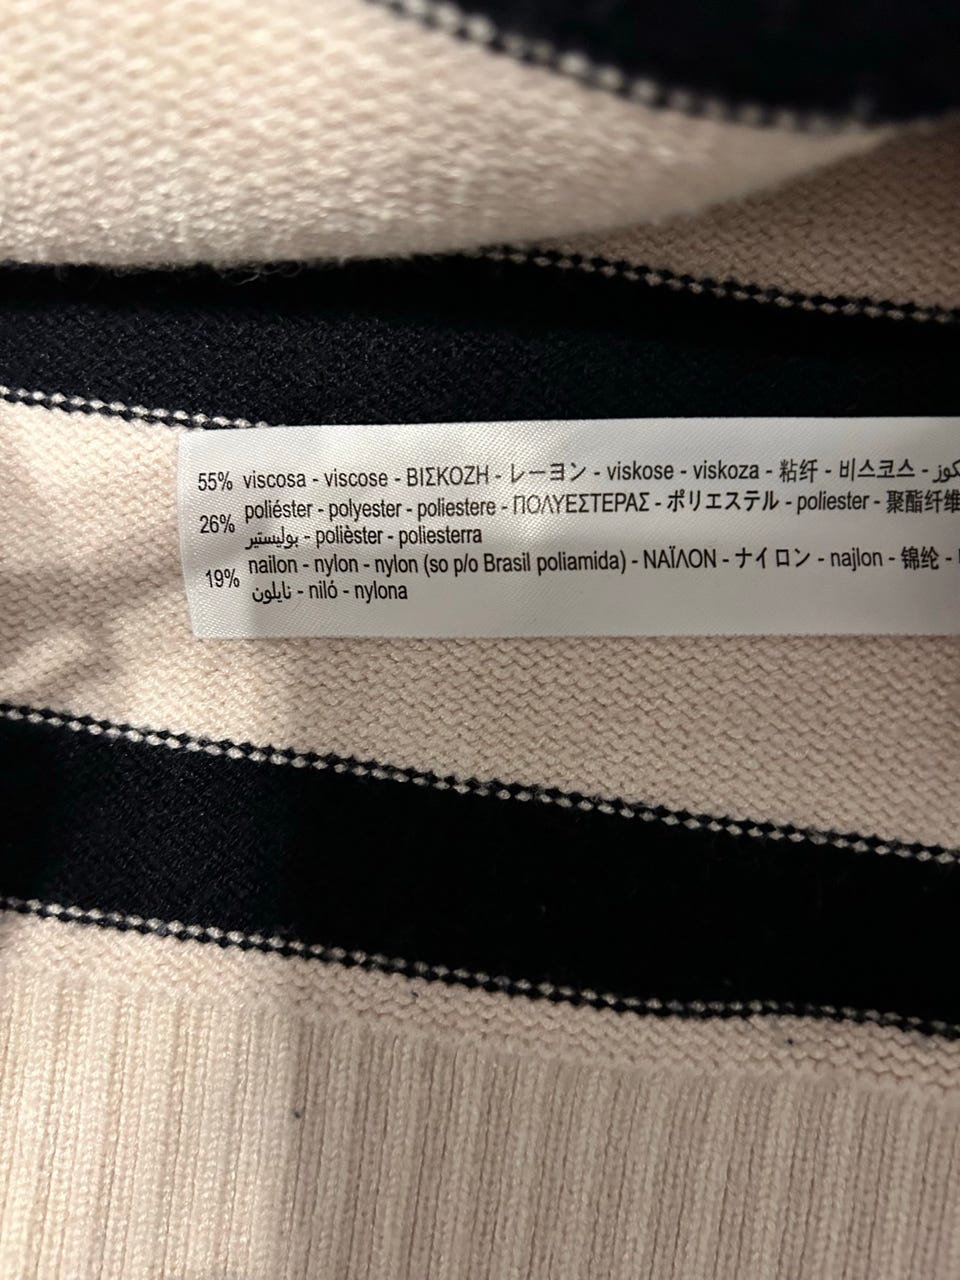 55% viscosa - viscose - ΒΙΣΚΟΖΗ - レーヨン - viskose - viskoza - 粘纤 - 비스코스 -
26% poliéster - polyester - poliestere - ΠΟΛΥΕΣΤΕΡΑΣ - ポリエステル - poliester - 聚酯纤维
بوليستير - polièster - poliesterra
19% nailon - nylon - nylon (so p/o Brasil poliamida) - ΝΑΪΛΟΝ - ナイロン - najlon - 锦纶 -
نايلون - niló - nylona